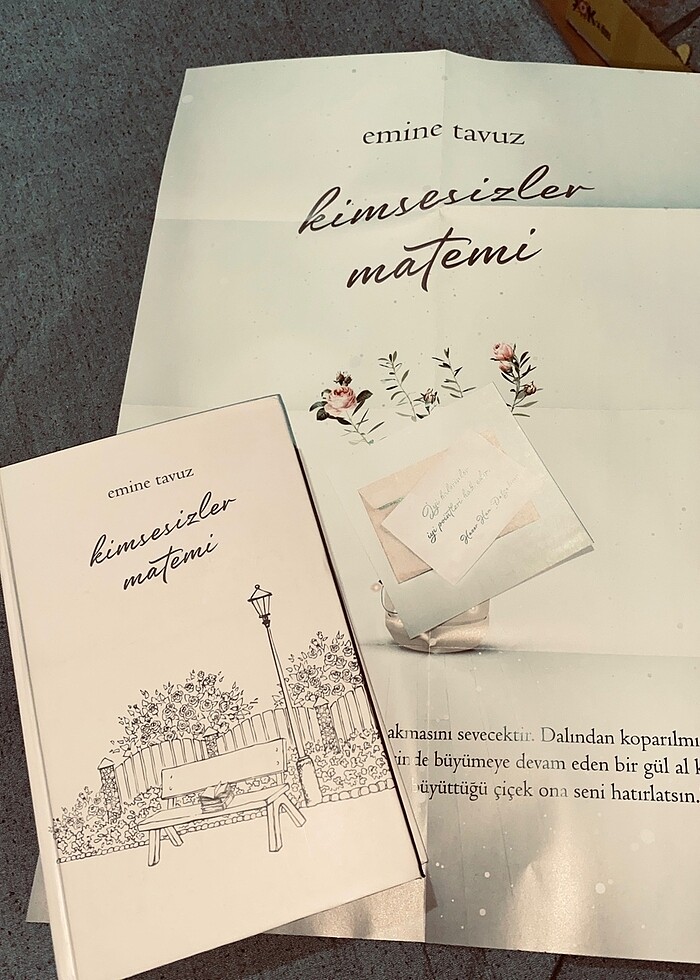 emine tavuz
kimsesizler
matemi
emine tavuz
kimsesizler
matemi
akmasını sevecektir. Dalından koparılmı
büyümeye devam eden bir gül al k
büyüttüğü çiçek ona seni hatırlatsın.